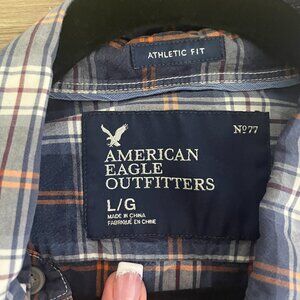 ATHLETIC FIT
Nº77
AMERICAN
EAGLE
OUTFITTERS
L/G
MADE IN CHINA
FABRIQUÉ EN CHINE